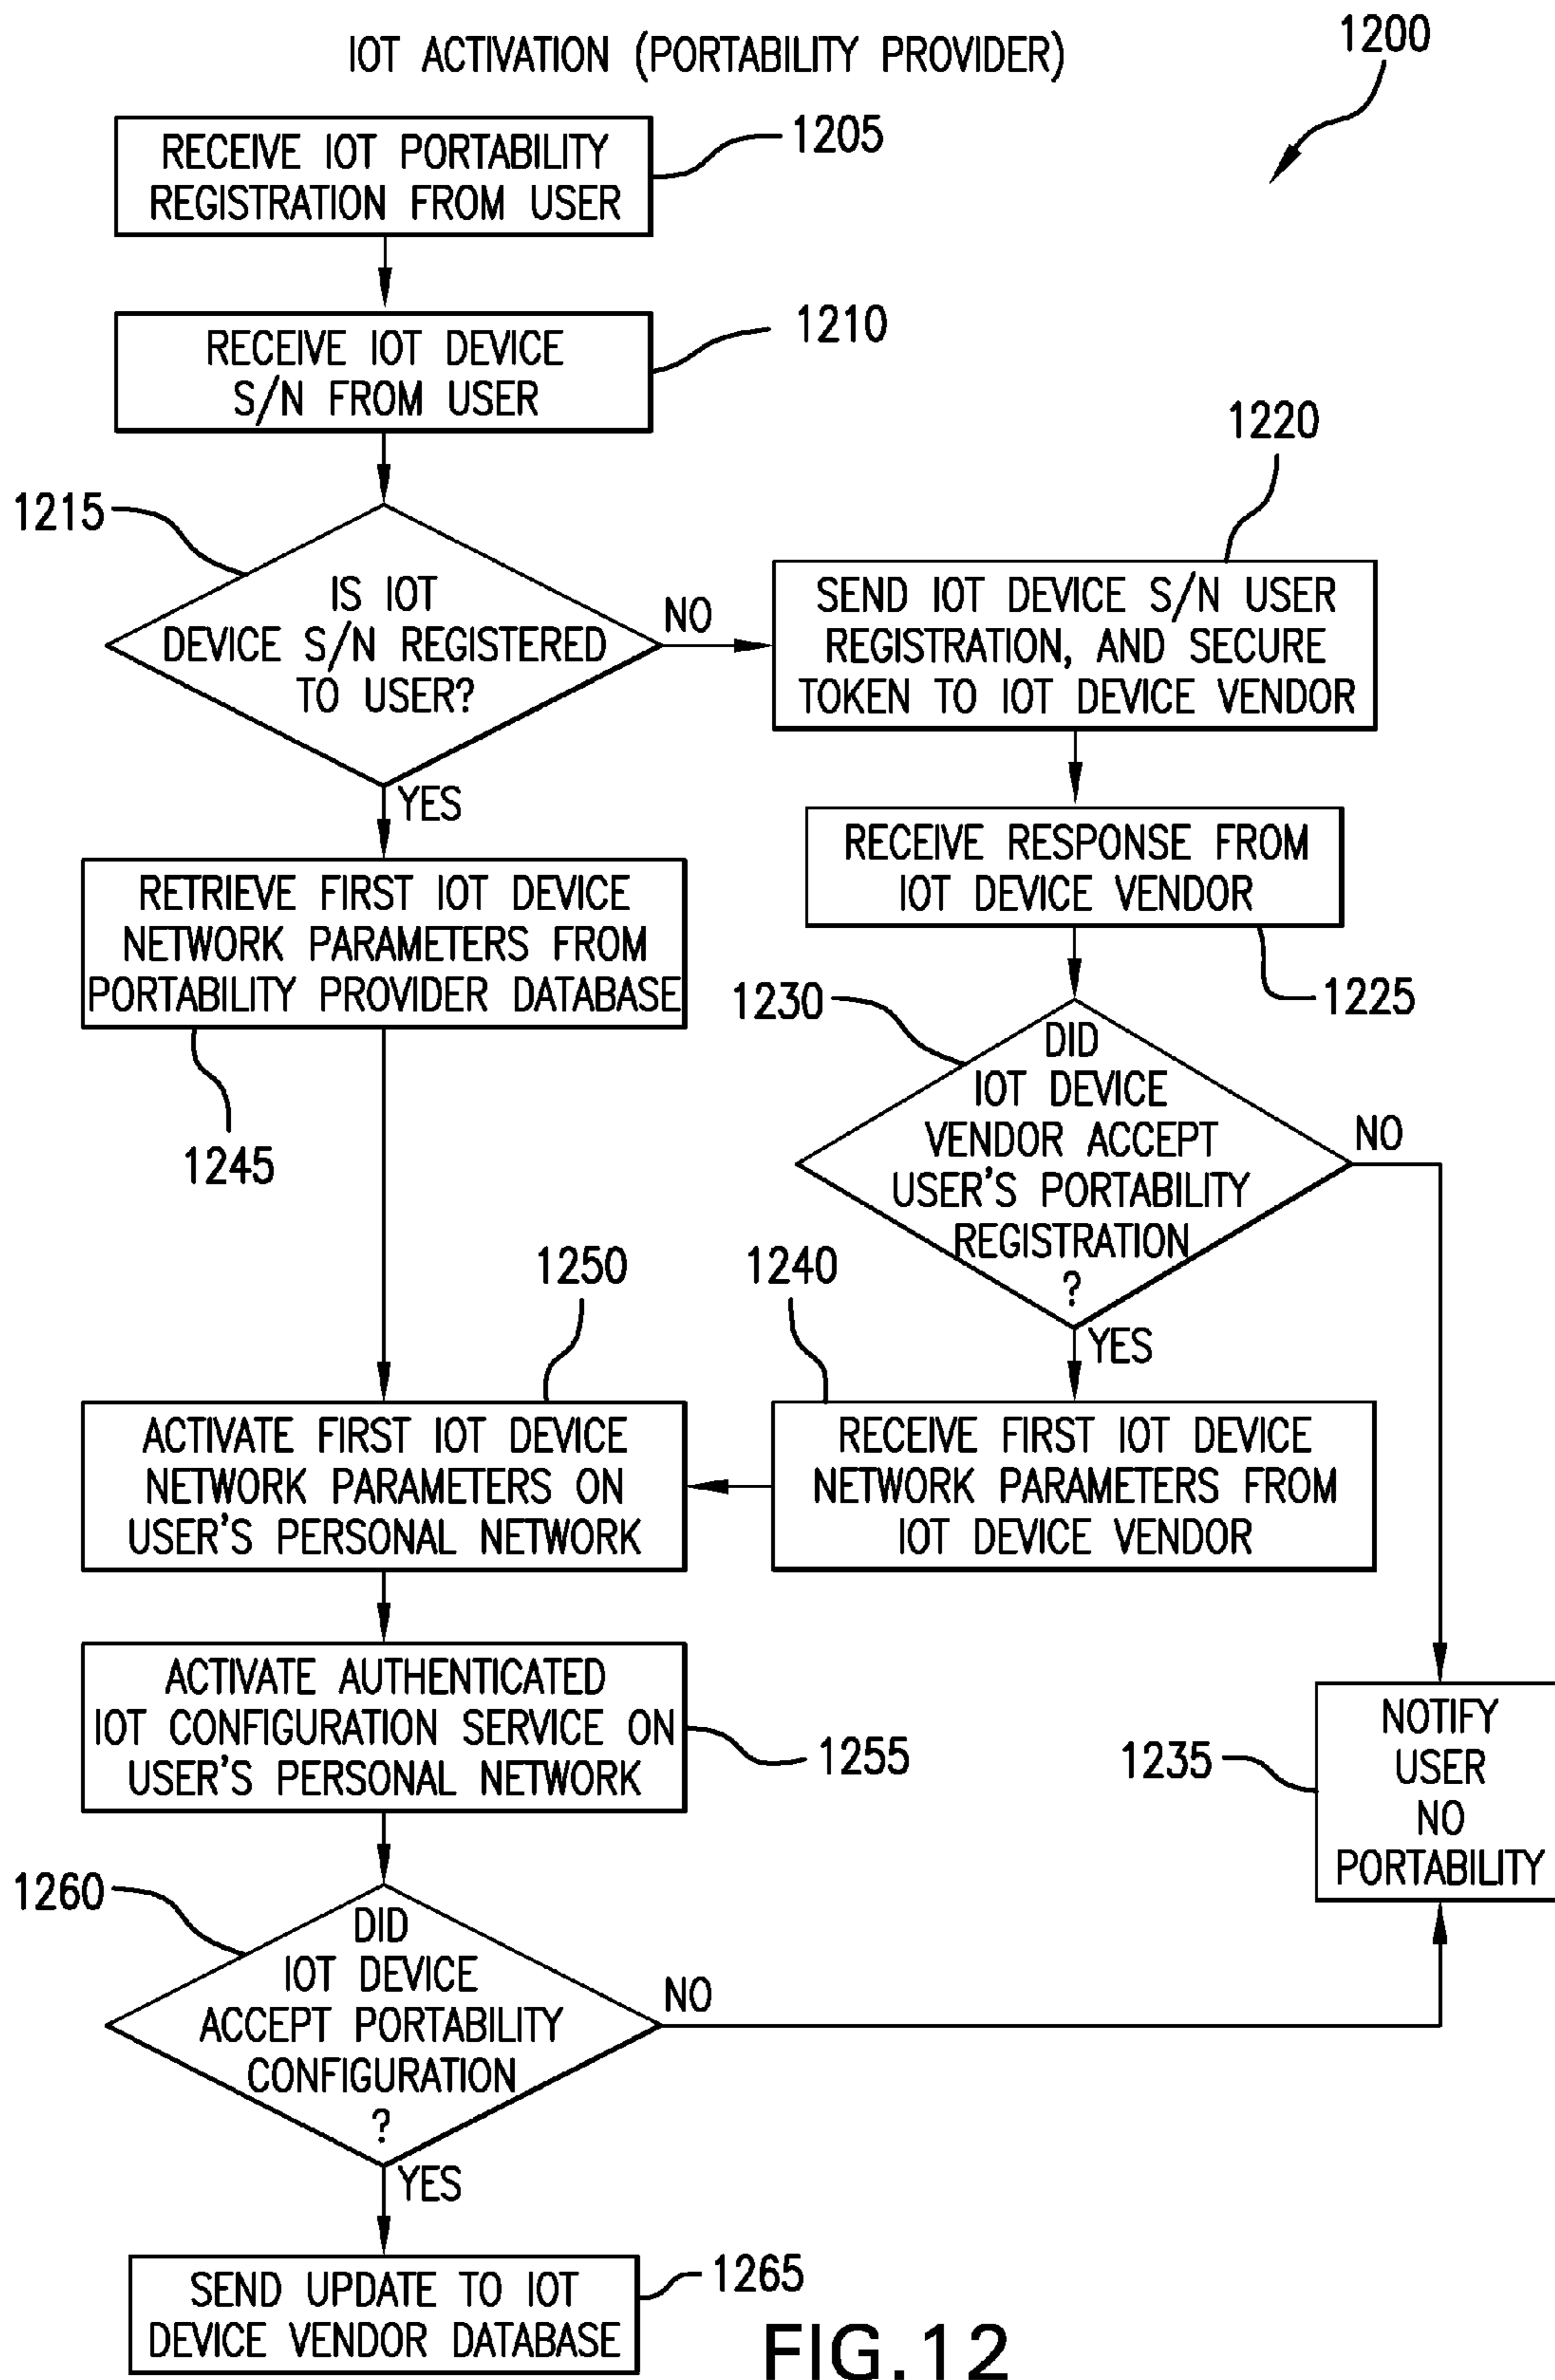 IOT ACTIVATION (PORTABILITY PROVIDER)
1200
RECEIVE IOT PORTABILITY
REGISTRATION FROM USER
1205
RECEIVE IOT DEVICE
S/N FROM USER
1210
1215
IS IOT
DEVICE S/N REGISTERED
TO USER?
NO
YES
1220
SEND IOT DEVICE S/N USER
REGISTRATION, AND SECURE
TOKEN TO IOT DEVICE VENDOR
RECEIVE RESPONSE FROM
IOT DEVICE VENDOR
1225
RETRIEVE FIRST IOT DEVICE
NETWORK PARAMETERS FROM
PORTABILITY PROVIDER DATABASE
1245
1230
DID
IOT DEVICE
VENDOR ACCEPT
USER'S PORTABILITY
REGISTRATION
?
NO
YES
1250
1240
ACTIVATE FIRST IOT DEVICE
NETWORK PARAMETERS ON
USER'S PERSONAL NETWORK
RECEIVE FIRST IOT DEVICE
NETWORK PARAMETERS FROM
IOT DEVICE VENDOR
ACTIVATE AUTHENTICATED
IOT CONFIGURATION SERVICE ON
USER'S PERSONAL NETWORK
1255
1235
NOTIFY
USER
NO
PORTABILITY
1260
DID
IOT DEVICE
ACCEPT PORTABILITY
CONFIGURATION
?
NO
YES
SEND UPDATE TO IOT
DEVICE VENDOR DATABASE
1265
FIG.12